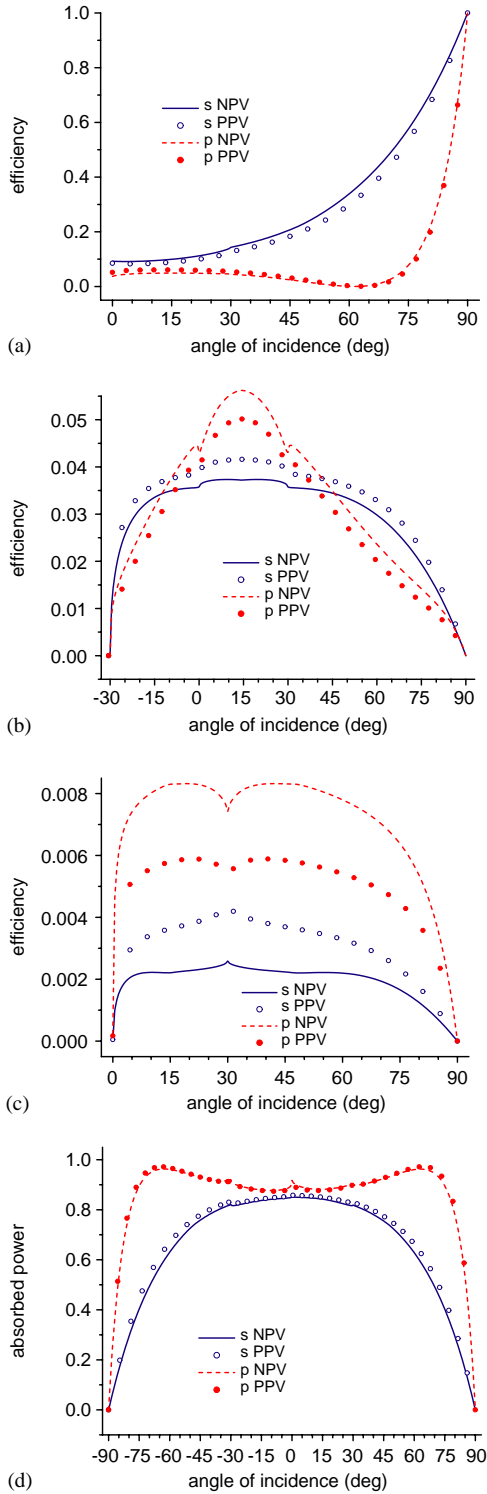 1.0
0.8
0.6
0.4
0.2
0.0
efficiency
s NPV
s PPV
p NPV
p PPV
0 15 30 45 60 75 90
(a)
angle of incidence (deg)
0.05
0.04
0.03
0.02
0.01
0.00
efficiency
s NPV
s PPV
p NPV
p PPV
-30 -15 0 15 30 45 60 75 90
(b)
angle of incidence (deg)
0.008
0.006
0.004
0.002
0.000
efficiency
s NPV
s PPV
p NPV
p PPV
0 15 30 45 60 75 90
(c)
angle of incidence (deg)
1.0
0.8
0.6
0.4
0.2
0.0
absorbed power
s NPV
s PPV
p NPV
p PPV
-90 -75 -60 -45 -30 -15 0 15 30 45 60 75 90
(d)
angle of incidence (deg)